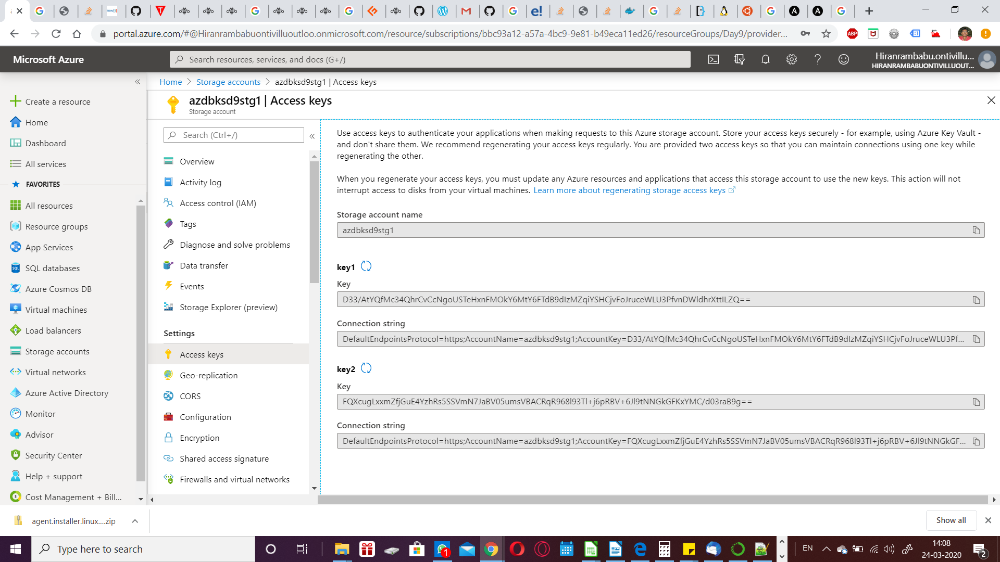 portal.azure.com/#@Hiranrambabuontivilluoutloo.onmicrosoft.com/resource/subscriptions/bbc93a12-a57a-4bc9-9e81-b49eca11ed26/resourceGroups/Day9/provider...
Microsoft Azure
Search resources, services, and docs (G+/)
Hiranrambabu.ontivillu...
HIRANRAMBABUONTIVILLUOUT...
Home > Storage accounts > azdbksd9stg1 | Access keys
azdbksd9stg1 | Access keys
Storage account
Create a resource
Home
Dashboard
All services
FAVORITES
All resources
Resource groups
App Services
SQL databases
Azure Cosmos DB
Virtual machines
Load balancers
Storage accounts
Virtual networks
Azure Active Directory
Monitor
Advisor
Security Center
Help + support
Cost Management + Bill...
Search (Ctrl+/)
Overview
Activity log
Access control (IAM)
Tags
Diagnose and solve problems
Data transfer
Events
Storage Explorer (preview)
Settings
Access keys
Geo-replication
CORS
Configuration
Encryption
Shared access signature
Firewalls and virtual networks
Use access keys to authenticate your applications when making requests to this Azure storage account. Store your access keys securely - for example, using Azure Key Vault -
and don't share them. We recommend regenerating your access keys regularly. You are provided two access keys so that you can maintain connections using one key while
regenerating the other.
When you regenerate your access keys, you must update any Azure resources and applications that access this storage account to use the new keys. This action will not
interrupt access to disks from your virtual machines. Learn more about regenerating storage access keys
Storage account name
azdbksd9stg1
key1
Key
D33/AtYQfMc34QhrCvCcNgoUSTeHxnFMOkY6MtY6FTdB9dIzMZqiYSHCjvFoJruceWLU3PfvnDWldhrXttILZQ==
Connection string
DefaultEndpointsProtocol=https;AccountName=azdbksd9stg1;AccountKey=D33/AtYQfMc34QhrCvCcNgoUSTeHxnFMOkY6MtY6FTdB9dIzMZqiYSHCjvFoJruceWLU3Pf...
key2
Key
FQXcugLxxmZfjGuE4YzhRs5SSVmN7JaBV05umsVBACRqR968l93Tl+j6pRBV+6Jl9tNNGkGFKxYMC/d03raB9g==
Connection string
DefaultEndpointsProtocol=https;AccountName=azdbksd9stg1;AccountKey=FQXcugLxxmZfjGuE4YzhRs5SSVmN7JaBV05umsVBACRqR968l93Tl+j6pRBV+6Jl9tNNGkGF...
agent.installer.linux....zip
Show all
Type here to search
EN
14:08
24-03-2020